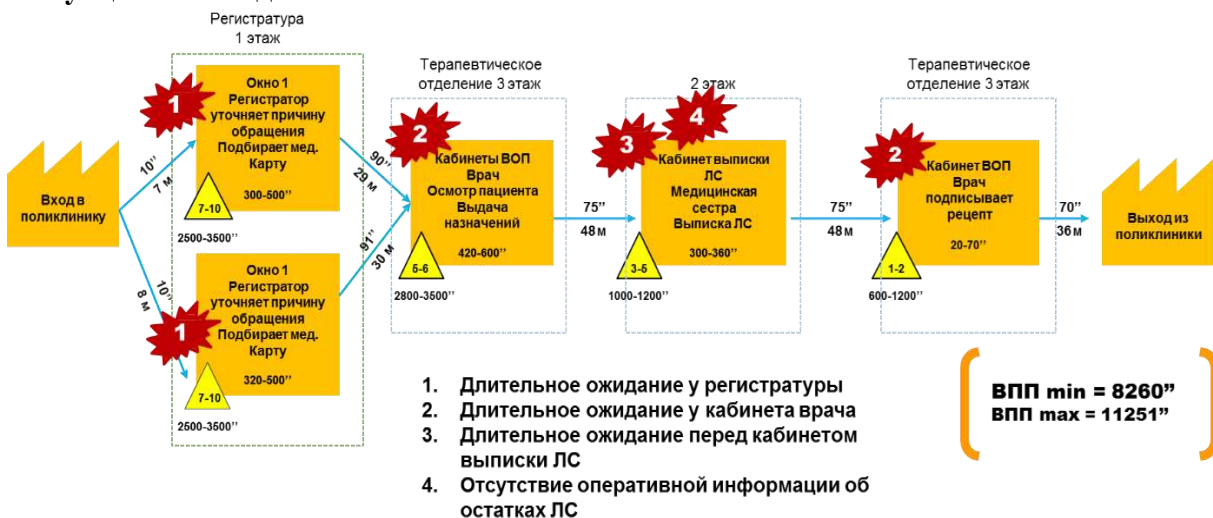 Регистратура
1 этаж
Терапевтическое
отделение 3 этаж
2 этаж
Терапевтическое
отделение 3 этаж
Вход в
поликлинику
10’’
7 м
10’’
8 м
1
Окно 1
Регистратор
уточняет причину
обращения
Подбирает мед.
Карту
300-500’’
7-10
2500-3500’’
1
Окно 1
Регистратор
уточняет причину
обращения
Подбирает мед.
Карту
320-500’’
7-10
2500-3500’’
90’’
29 м
91’’
30 м
2
Кабинеты ВОП
Врач
Осмотр пациента
Выдача
назначений
420-600’’
5-6
2800-3500’’
75’’
48 м
3
4
Кабинет выписки
ЛС
Медицинская
сестра
Выписка ЛС
300-360’’
3-5
1000-1200’’
75’’
48 м
2
Кабинет ВОП
Врач
подписывает
рецепт
20-70’’
1-2
600-1200’’
70’’
36 м
Выход из
поликлиники
1. Длительное ожидание у регистратуры
2. Длительное ожидание у кабинета врача
3. Длительное ожидание перед кабинетом
выписки ЛС
4. Отсутствие оперативной информации об
остатках ЛС
ВПП min = 8260”
ВПП max = 11251”